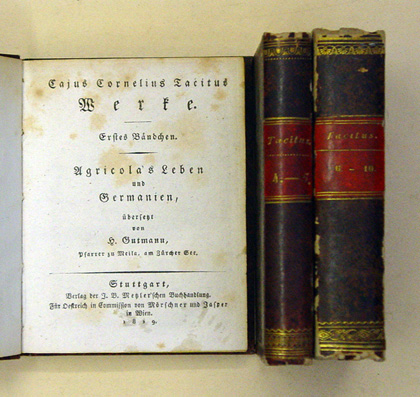 Cajus Cornelius Tacitus
Werke.
Erstes Bändchen.
Agricola's Leben
und
Germanien,
übersetzt
von
H. Gutmann,
Pfarrer zu Meila, am Zürcher See.
Stuttgart,
Verlag der J. B. Metzler'schen Buchhandlung.
Für Oestreich in Commission von Mörschner und Jasper
in Wien.
1829.
Tacitus.
Tacitus.
6 - 10.